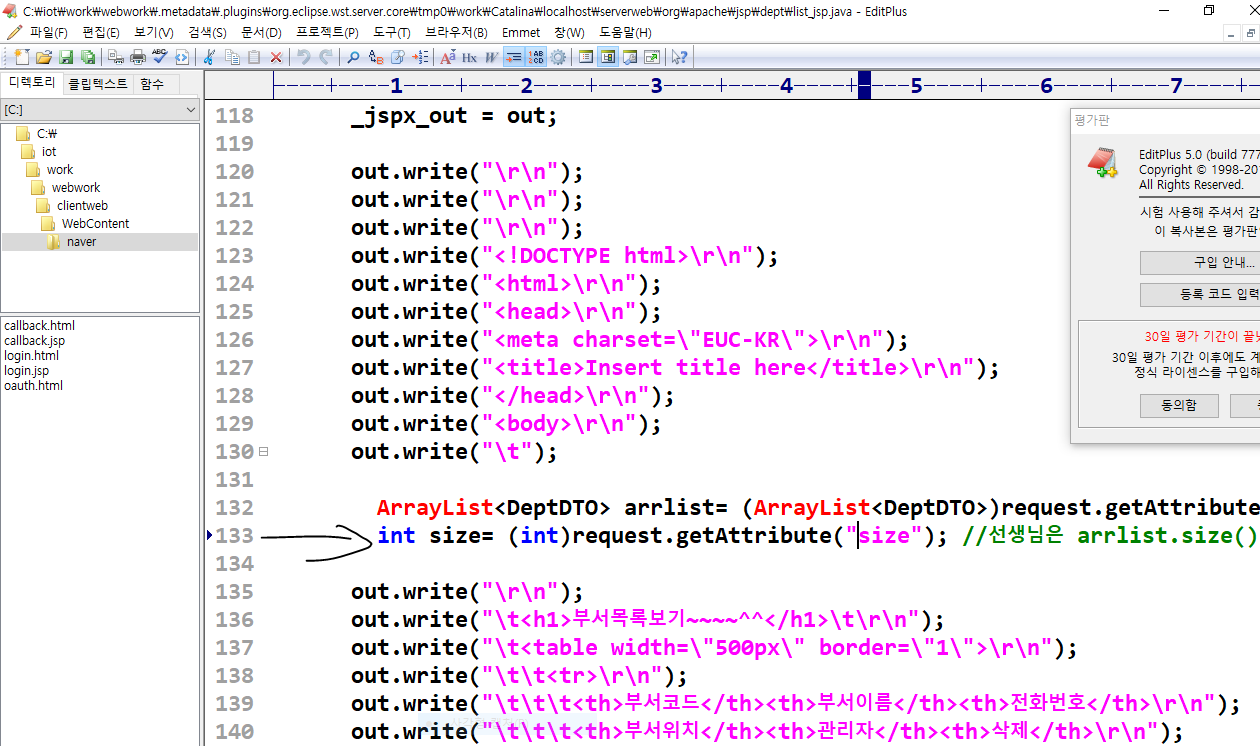 C:₩iot₩work₩webwork₩.metadata₩.plugins₩org.eclipse.wst.server.core₩tmp0₩work₩Catalina₩localhost₩serverweb₩org₩apache₩jsp₩dept₩list_jsp.java - EditPlus
파일(F) 편집(E) 보기(V) 검색(S) 문서(D) 프로젝트(P) 도구(T) 브라우저(B) Emmet 창(W) 도움말(H)
디렉토리 클립텍스트 함수
[C:]
C:₩
iot
work
webwork
clientweb
WebContent
naver
callback.html
callback.jsp
login.html
login.jsp
oauth.html
----+----1----+----2----+----3----+----4----+----5----+----6----+----7--
118 _jspx_out = out;
119
120 out.write("\r\n");
121 out.write("\r\n");
122 out.write("\r\n");
123 out.write("<!DOCTYPE html>\r\n");
124 out.write("<html>\r\n");
125 out.write("<head>\r\n");
126 out.write("<meta charset=\"EUC-KR\">\r\n");
127 out.write("<title>Insert title here</title>\r\n");
128 out.write("</head>\r\n");
129 out.write("<body>\r\n");
130 out.write("\t");
131
132 ArrayList<DeptDTO> arrlist= (ArrayList<DeptDTO>)request.getAttribute
133 int size= (int)request.getAttribute("size"); //선생님은 arrlist.size()
134
135 out.write("\r\n");
136 out.write("\t<h1>부서목록보기~~~~^^</h1>\t\r\n");
137 out.write("\t<table width=\"500px\" border=\"1\">\r\n");
138 out.write("\t\t<tr>\r\n");
139 out.write("\t\t\t<th>부서코드</th><th>부서이름</th><th>전화번호</th>\r\n");
140 out.write("\t\t\t<th>부서위치</th><th>관리자</th><th>삭제</th>\r\n");
평가판
EditPlus 5.0 (build 777
Copyright © 1998-20
All Rights Reserved.
시험 사용해 주셔서 감
이 복사본은 평가판
구입 안내...
등록 코드 입력
30일 평가 기간이 끝
30일 평가 기간 이후에도 계
정식 라이센스를 구입해
동의함